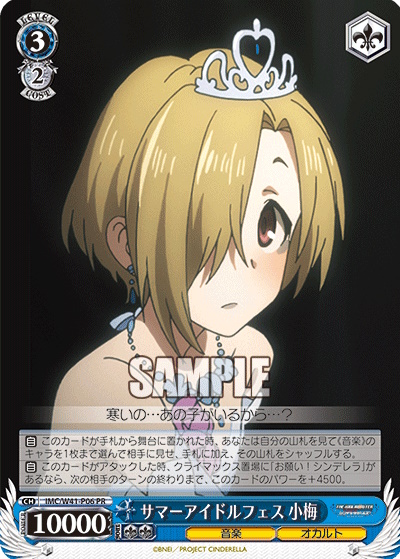 LEVEL
3
2
COST
SAMPLE
寒いの…あの子がいるから…？
自 このカードが手札から舞台に置かれた時、あなたは自分の山札を見て《音楽》の
キャラを1枚まで選んで相手に見せ、手札に加え、その山札をシャッフルする。
自 このカードがアタックした時、クライマックス置場に「お願い！シンデレラ」が
あるなら、次の相手のターンの終わりまで、このカードのパワーを+4500。
CH IMC/W41-P06 PR
POWER 10000
サマーアイドルフェス 小梅
音楽 オカルト
©BNEI／PROJECT CINDERELLA